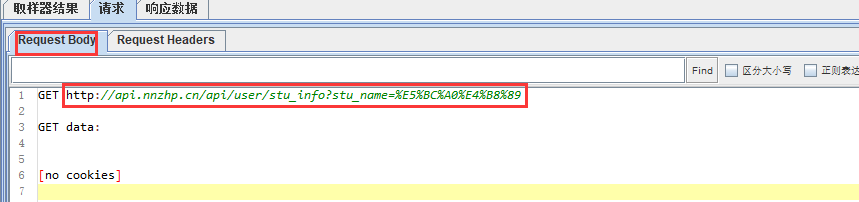 取样器结果 请求 响应数据
Request Body Request Headers
Find 区分大小写 正则表达
1 GET http://api.nnzhp.cn/api/user/stu_info?stu_name=%E5%BC%A0%E4%B8%89
2
3 GET data:
4
5
6 [no cookies]
7